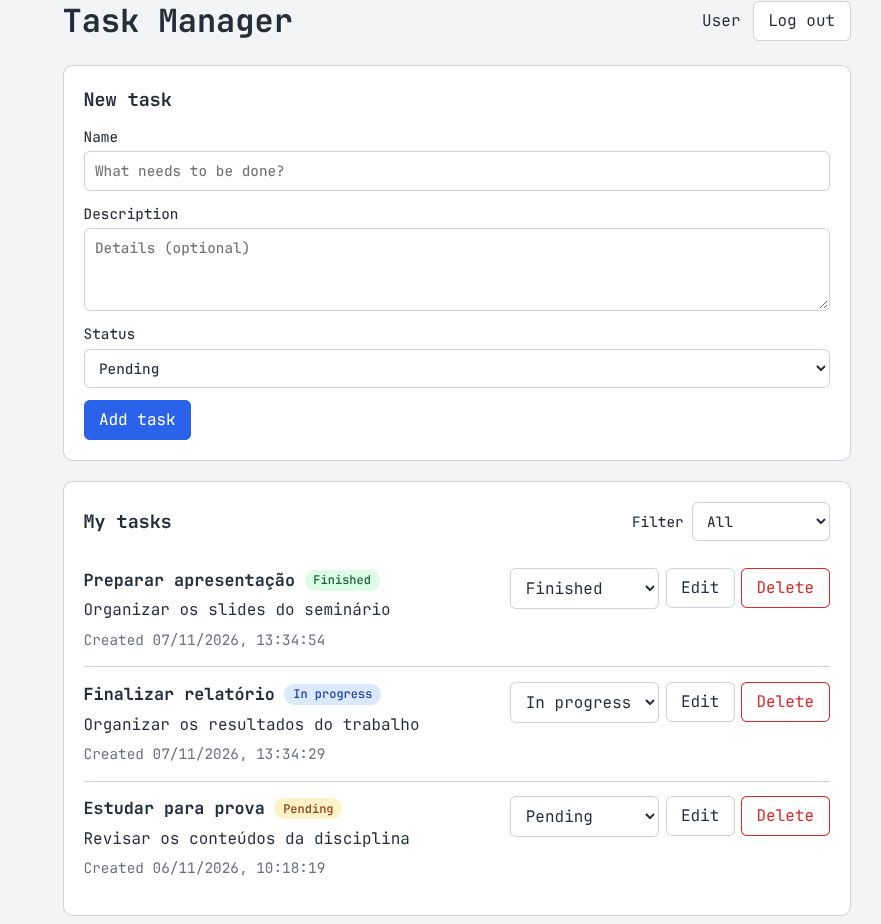 Task Manager
User
Log out
New task
Name
What needs to be done?
Description
Details (optional)
Status
Pending
Add task
My tasks
Filter
All
Preparar apresentação
Finished
Finished
Edit
Delete
Organizar os slides do seminário
Created 07/11/2026, 13:34:54
Finalizar relatório
In progress
In progress
Edit
Delete
Organizar os resultados do trabalho
Created 07/11/2026, 13:34:29
Estudar para prova
Pending
Pending
Edit
Delete
Revisar os conteúdos da disciplina
Created 06/11/2026, 10:18:19